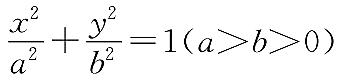 x²/a² + y²/b² = 1(a>b>0)